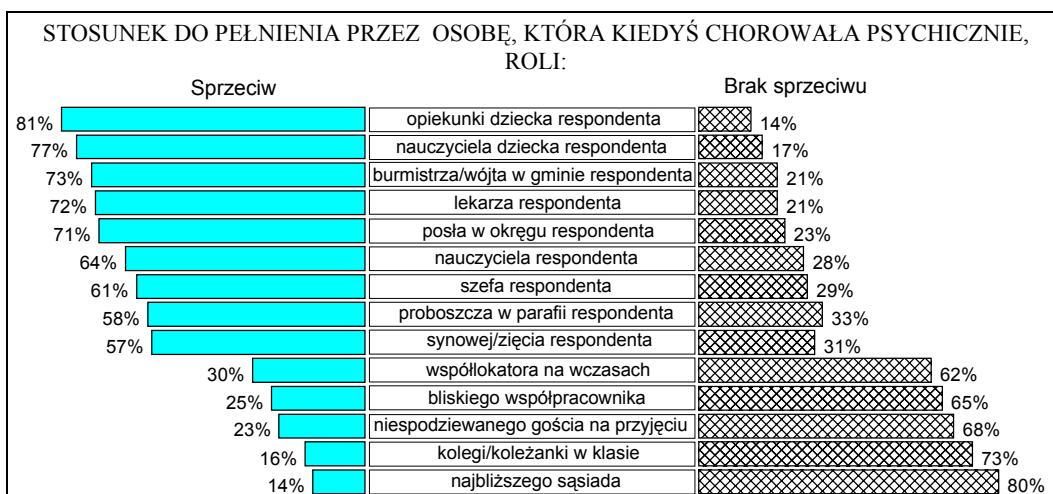 STOSUNEK DO PEŁNIENIA PRZEZ OSOBĘ, KTÓRA KIEDYŚ CHOROWAŁA PSYCHICZNIE,
ROLI:
Sprzeciw Brak sprzeciwu
81% opiekunki dziecka respondenta 14%
77% nauczyciela dziecka respondenta 17%
73% burmistrza/wójta w gminie respondenta 21%
72% lekarza respondenta 21%
71% posła w okręgu respondenta 23%
64% nauczyciela respondenta 28%
61% szefa respondenta 29%
58% proboszcza w parafii respondenta 33%
57% synowej/zięcia respondenta 31%
30% współlokatora na wczasach 62%
25% bliskiego współpracownika 65%
23% niespodziewanego gościa na przyjęciu 68%
16% kolegi/koleżanki w klasie 73%
14% najbliższego sąsiada 80%